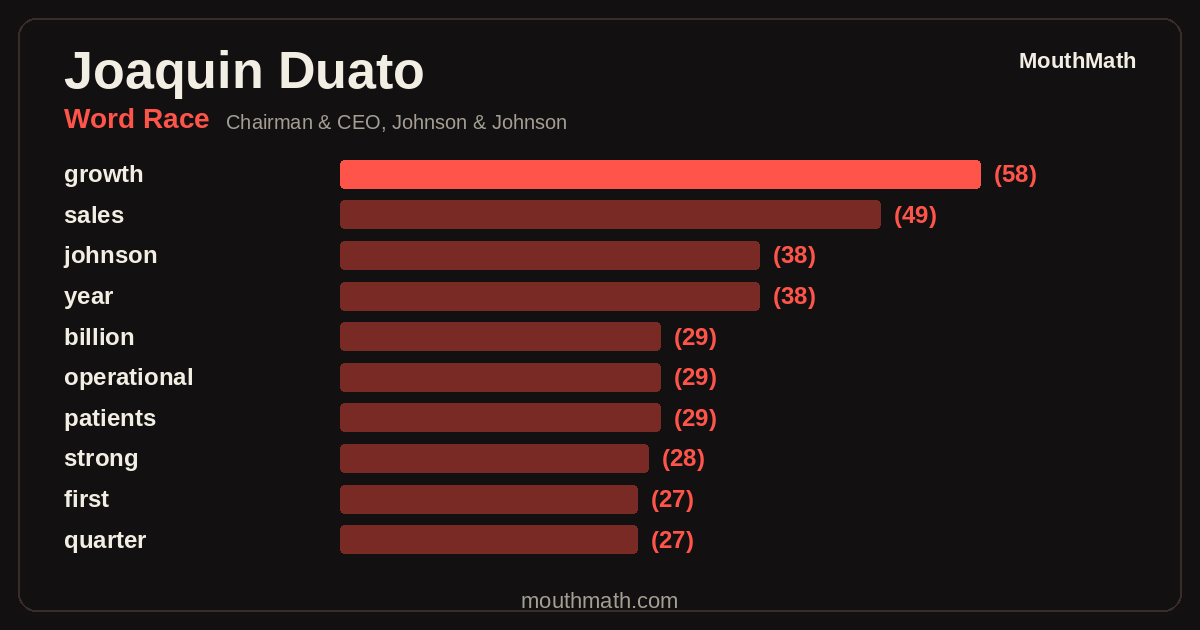 Joaquin Duato
MouthMath
Word Race Chairman & CEO, Johnson & Johnson
growth (58)
sales (49)
johnson (38)
year (38)
billion (29)
operational (29)
patients (29)
strong (28)
first (27)
quarter (27)
mouthmath.com